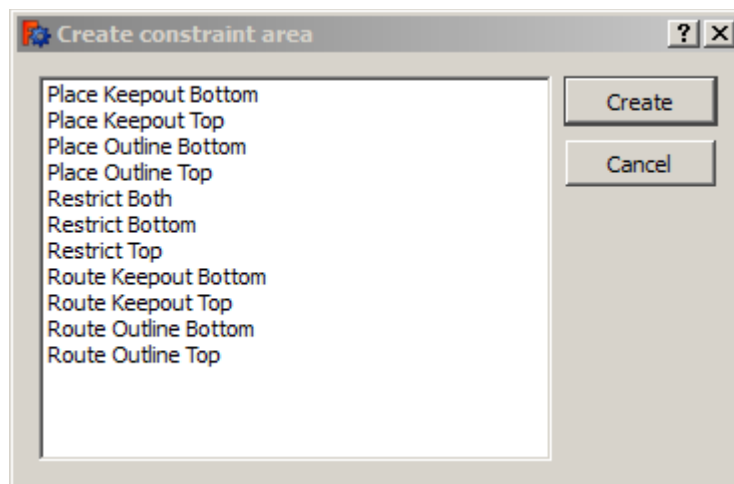 Create constraint area
Place Keepout Bottom
Place Keepout Top
Place Outline Bottom
Place Outline Top
Restrict Both
Restrict Bottom
Restrict Top
Route Keepout Bottom
Route Keepout Top
Route Outline Bottom
Route Outline Top
Create
Cancel